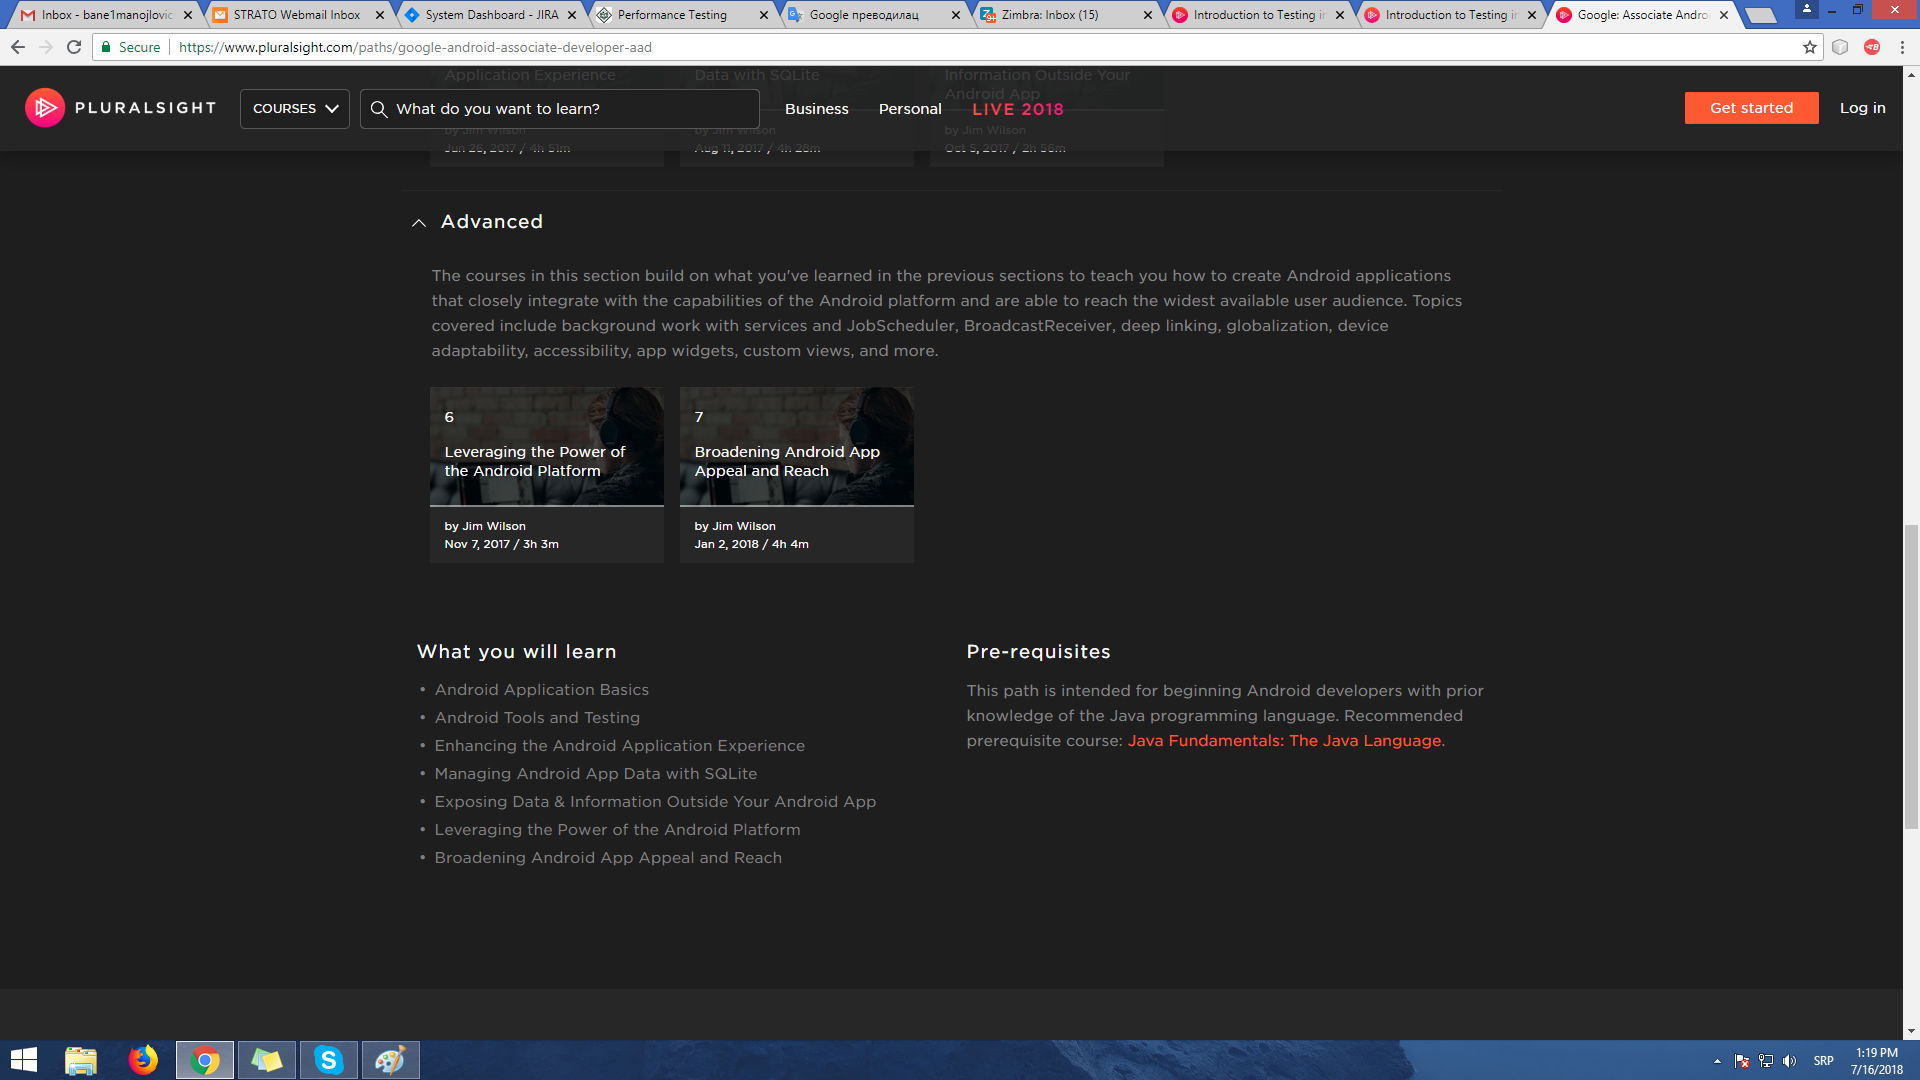 Inbox - bane1manojlovic
STRATO Webmail Inbox
System Dashboard - JIRA
Performance Testing
Google преводилац
Zimbra: Inbox (15)
Introduction to Testing in
Introduction to Testing in
Google: Associate Androi
Secure
https://www.pluralsight.com/paths/google-android-associate-developer-aad
Application Experience
Data with SQLite
Information Outside Your
Android App
PLURALSIGHT
COURSES
What do you want to learn?
Business
Personal
LIVE 2018
Get started
Log in
by Jim Wilson
Jan 26, 2017 / 4h 51m
by Jim Wilson
Aug 11, 2017 / 4h 28m
by Jim Wilson
Oct 5, 2017 / 2h 56m
Advanced
The courses in this section build on what you've learned in the previous sections to teach you how to create Android applications
that closely integrate with the capabilities of the Android platform and are able to reach the widest available user audience. Topics
covered include background work with services and JobScheduler, BroadcastReceiver, deep linking, globalization, device
adaptability, accessibility, app widgets, custom views, and more.
6
Leveraging the Power of
the Android Platform
by Jim Wilson
Nov 7, 2017 / 3h 3m
7
Broadening Android App
Appeal and Reach
by Jim Wilson
Jan 2, 2018 / 4h 4m
What you will learn
• Android Application Basics
• Android Tools and Testing
• Enhancing the Android Application Experience
• Managing Android App Data with SQLite
• Exposing Data & Information Outside Your Android App
• Leveraging the Power of the Android Platform
• Broadening Android App Appeal and Reach
Pre-requisites
This path is intended for beginning Android developers with prior
knowledge of the Java programming language. Recommended
prerequisite course: Java Fundamentals: The Java Language.
SRP
1:19 PM
7/16/2018